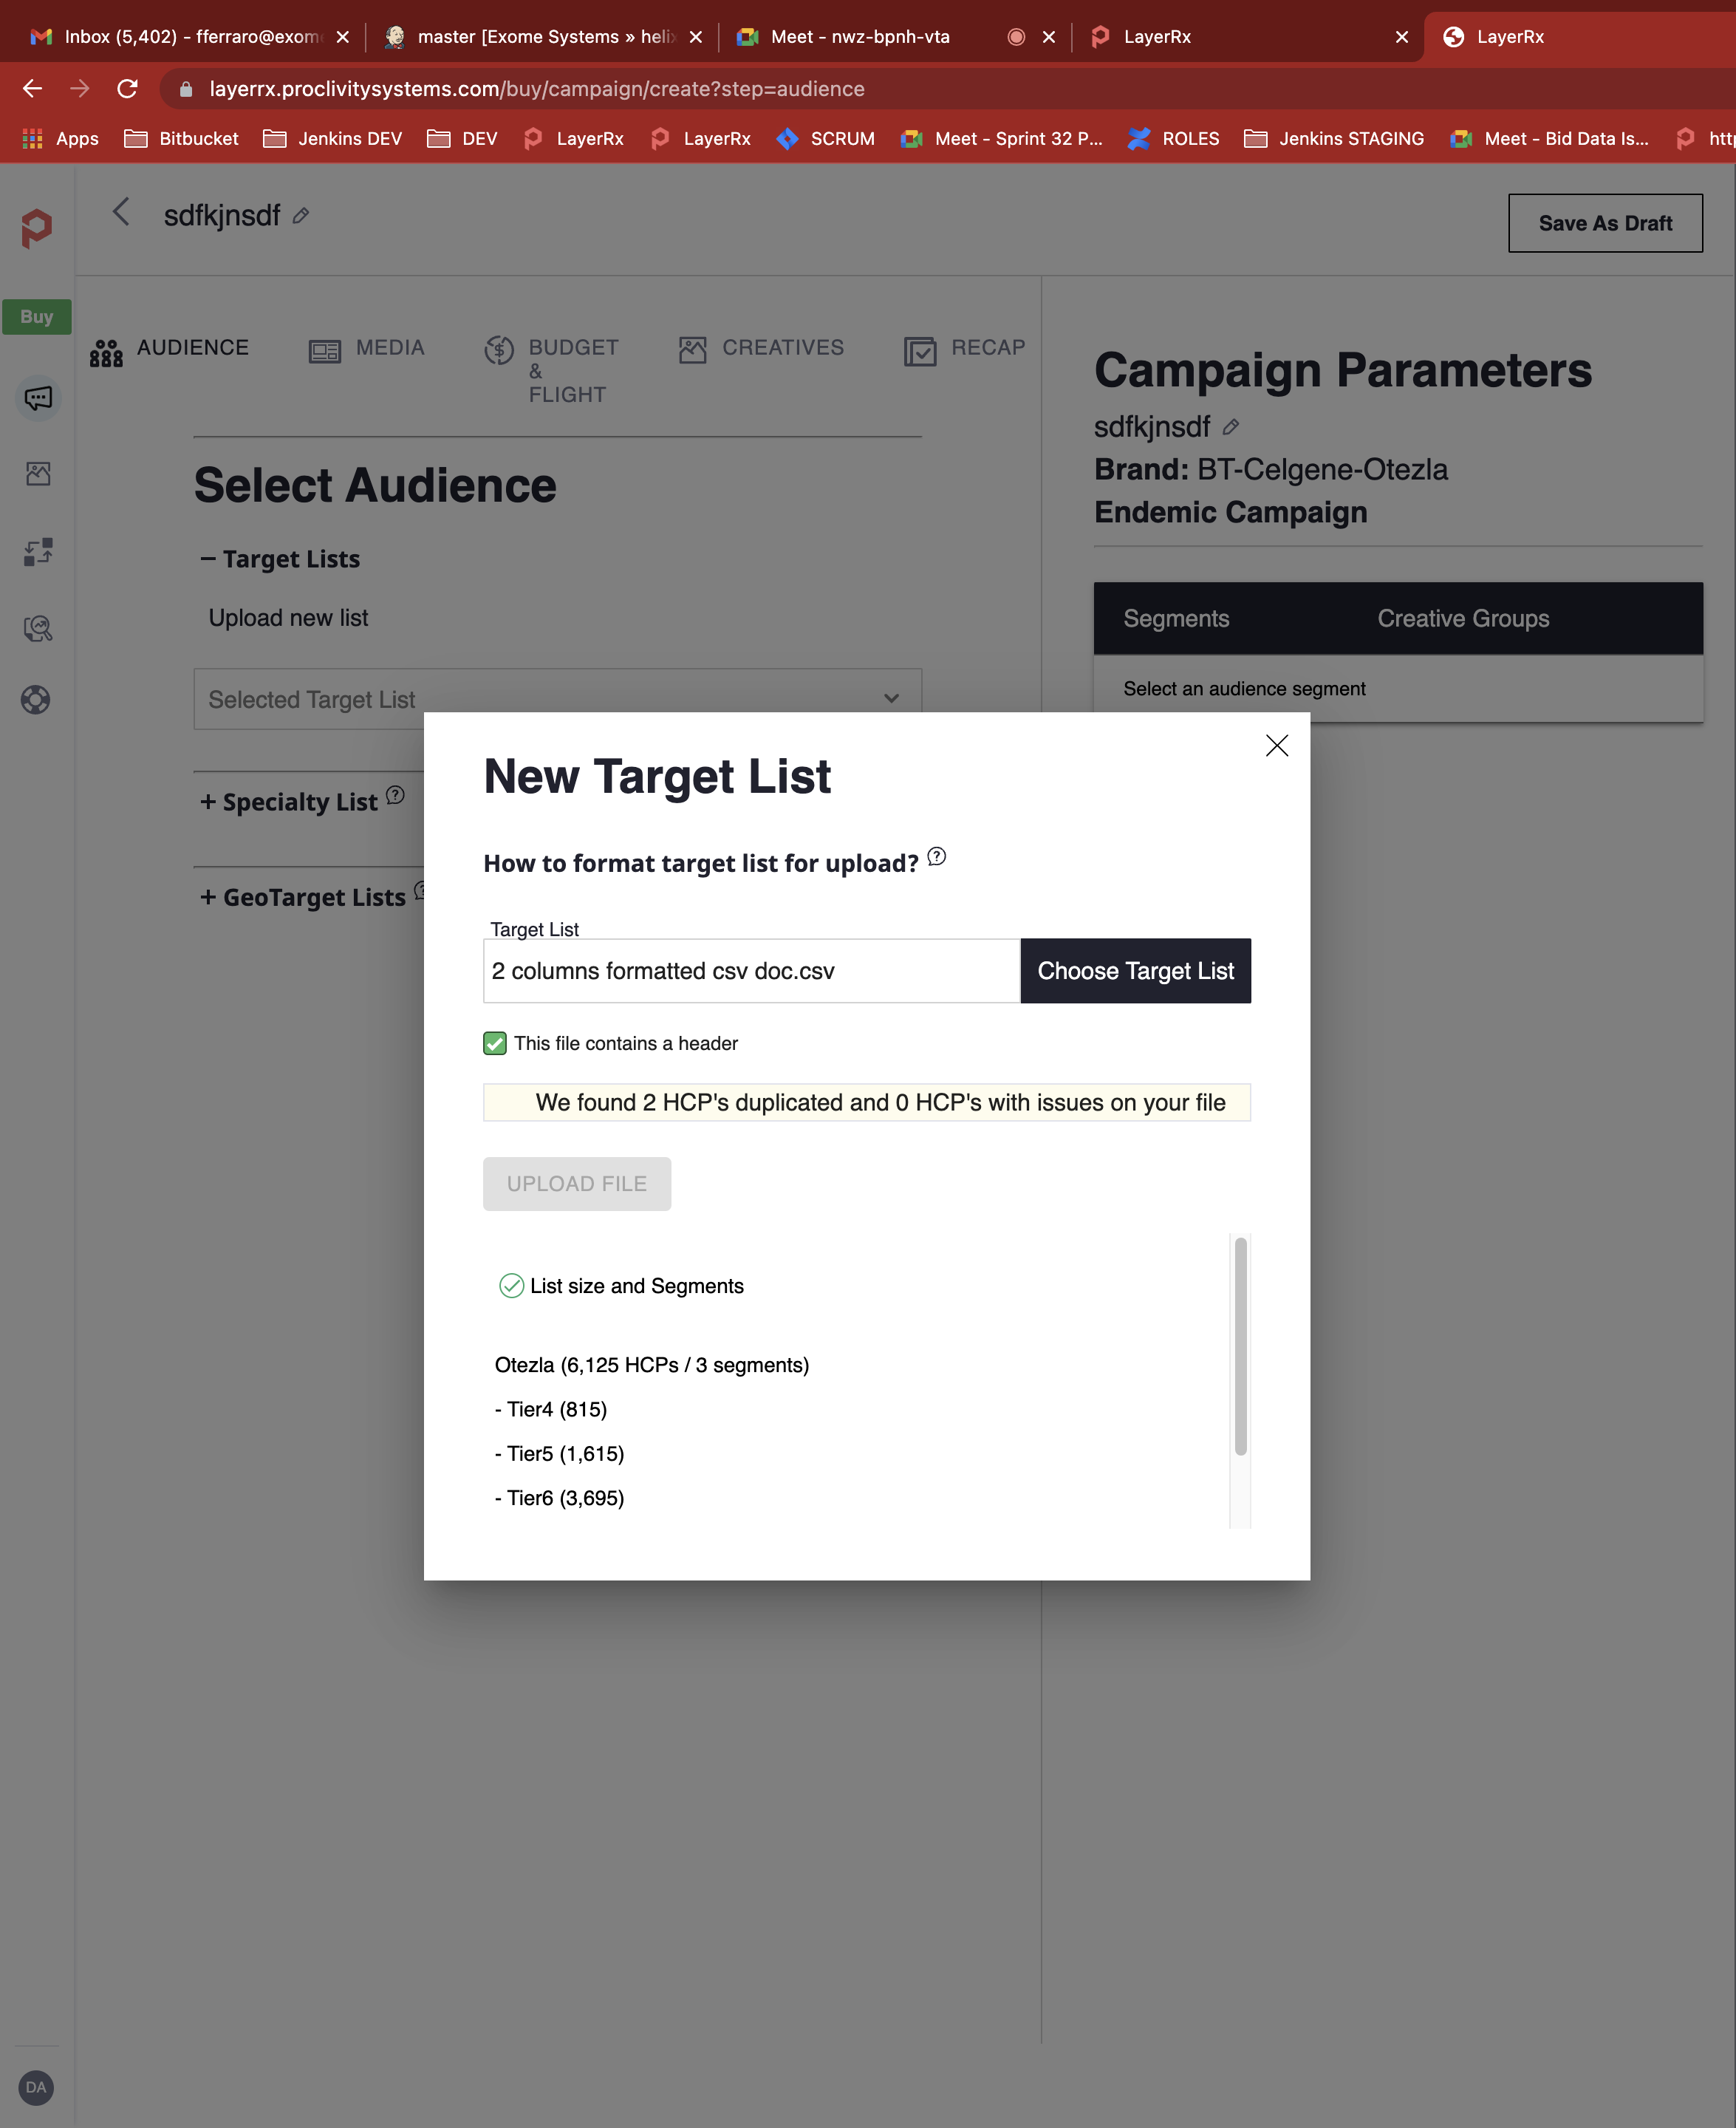 Inbox (5,402) - fferraro@exom
master [Exome Systems » heli
Meet - nwz-bpnh-vta
LayerRx
LayerRx
layerrx.proclivitysystems.com/buy/campaign/create?step=audience
Apps
Bitbucket
Jenkins DEV
DEV
LayerRx
LayerRx
SCRUM
Meet - Sprint 32 P...
ROLES
Jenkins STAGING
Meet - Bid Data Is...
htt
sdfkjnsdf
Save As Draft
Buy
AUDIENCE
MEDIA
BUDGET
&
FLIGHT
CREATIVES
RECAP
Select Audience
− Target Lists
Upload new list
Selected Target List
+ Specialty List
+ GeoTarget Lists
Campaign Parameters
sdfkjnsdf
Brand: BT-Celgene-Otezla
Endemic Campaign
Segments
Creative Groups
Select an audience segment
New Target List
How to format target list for upload?
Target List
2 columns formatted csv doc.csv
Choose Target List
This file contains a header
We found 2 HCP's duplicated and 0 HCP's with issues on your file
UPLOAD FILE
List size and Segments
Otezla (6,125 HCPs / 3 segments)
- Tier4 (815)
- Tier5 (1,615)
- Tier6 (3,695)
DA